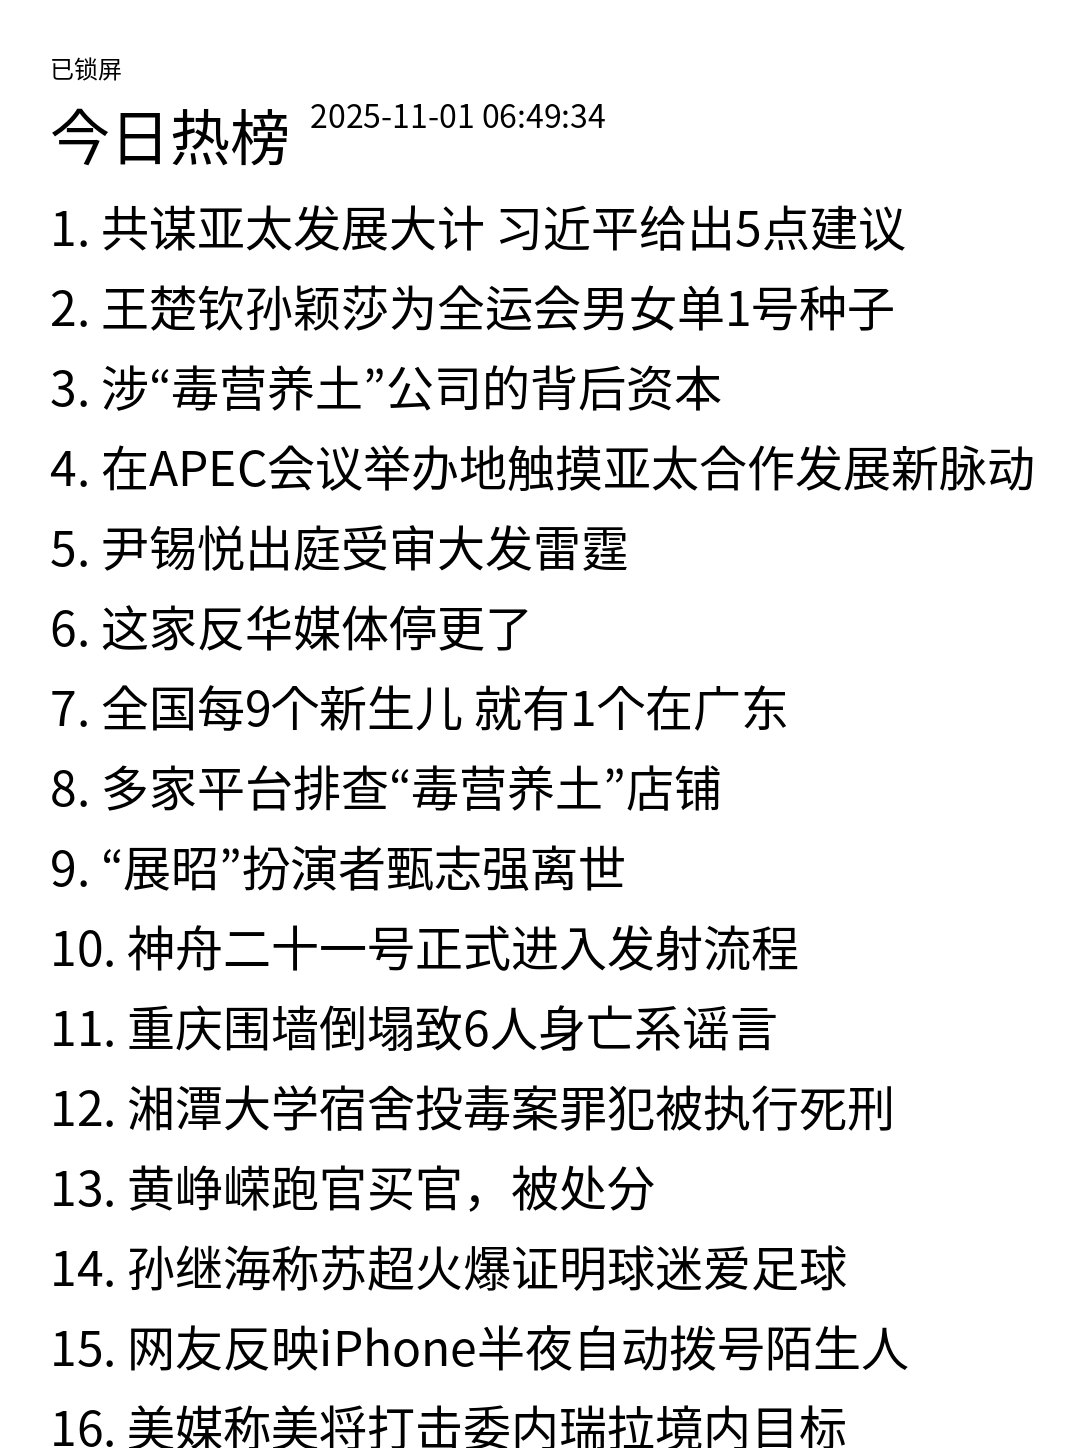 已锁屏
今日热榜 2025-11-01 06:49:34
1. 共谋亚太发展大计 习近平给出5点建议
2. 王楚钦孙颖莎为全运会男女单1号种子
3. 涉“毒营养土”公司的背后资本
4. 在APEC会议举办地触摸亚太合作发展新脉动
5. 尹锡悦出庭受审大发雷霆
6. 这家反华媒体停更了
7. 全国每9个新生儿 就有1个在广东
8. 多家平台排查“毒营养土”店铺
9. “展昭”扮演者甄志强离世
10. 神舟二十一号正式进入发射流程
11. 重庆围墙倒塌致6人身亡系谣言
12. 湘潭大学宿舍投毒案罪犯被执行死刑
13. 黄峥嵘跑官买官，被处分
14. 孙继海称苏超火爆证明球迷爱足球
15. 网友反映iPhone半夜自动拨号陌生人
16. 美媒称美将打击委内瑞拉境内目标